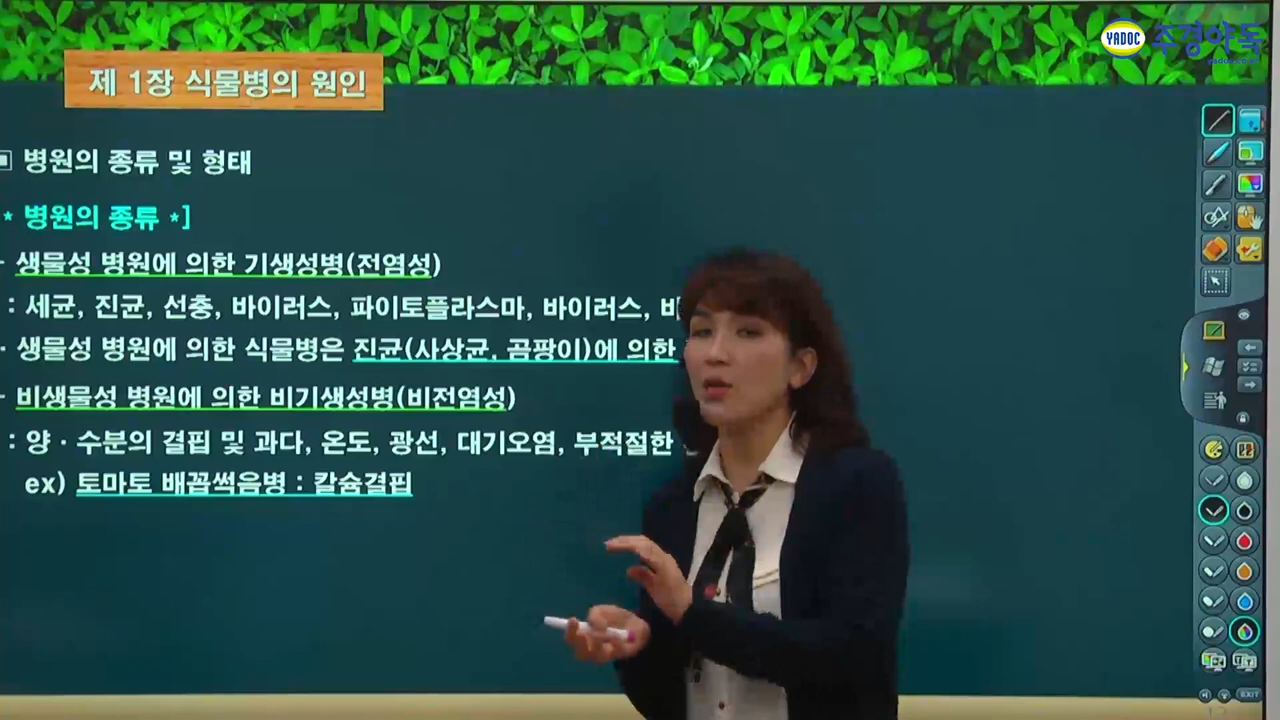 YADOC 주경야독
제 1장 식물병의 원인
▣ 병원의 종류 및 형태
* 병원의 종류 *]
- 생물성 병원에 의한 기생성병(전염성)
: 세균, 진균, 선충, 바이러스, 파이토플라스마, 바이러스,
- 생물성 병원에 의한 식물병은 진균(사상균, 곰팡이)에 의한
- 비생물성 병원에 의한 비기생성병(비전염성)
: 양 · 수분의 결핍 및 과다, 온도, 광선, 대기오염, 부적절한
ex) 토마토 배꼽썩음병 : 칼슘결핍
EXIT